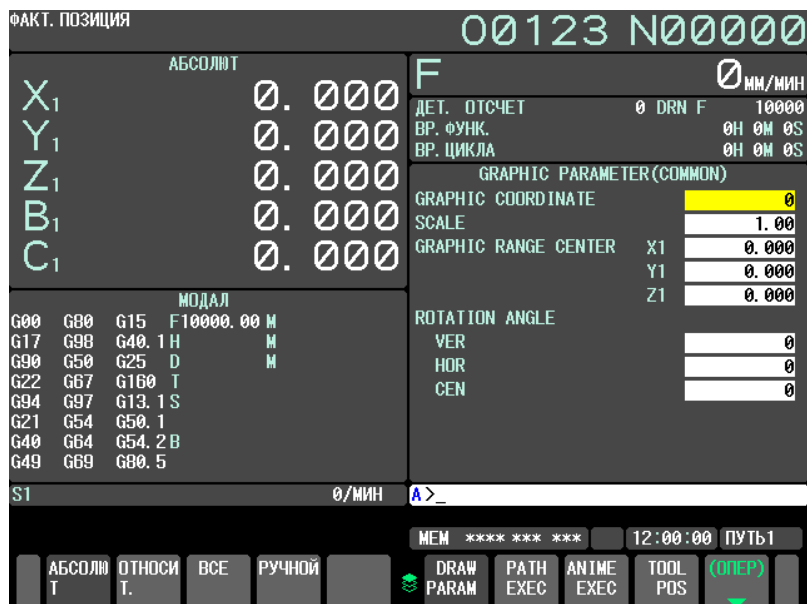 ФАКТ. ПОЗИЦИЯ
O0123 N00000
АБСОЛЮТ
X1 0. 000
Y1 0. 000
Z1 0. 000
B1 0. 000
C1 0. 000
F 0 ММ/МИН
ДЕТ. ОТСЧЕТ 0 DRN F 10000
ВР. ФУНК. 0H 0M 0S
ВР. ЦИКЛА 0H 0M 0S
GRAPHIC PARAMETER(COMMON)
GRAPHIC COORDINATE 0
SCALE 1. 00
GRAPHIC RANGE CENTER X1 0. 000
Y1 0. 000
Z1 0. 000
ROTATION ANGLE
VER 0
HOR 0
CEN 0
МОДАЛ
G00 G80 G15 F10000. 00 M
G17 G98 G40. 1 H M
G90 G50 G25 D M
G22 G67 G160 T
G94 G97 G13. 1 S
G21 G54 G50. 1
G40 G64 G54. 2 B
G49 G69 G80. 5
S1 0/МИН
A >_
MEM **** *** *** 12:00:00 ПУТЬ1
АБСОЛЮ ОТНОСИ ВСЕ РУЧНОЙ DRAW PATH ANIME TOOL (ОПЕР)
Т Т. PARAM EXEC EXEC POS